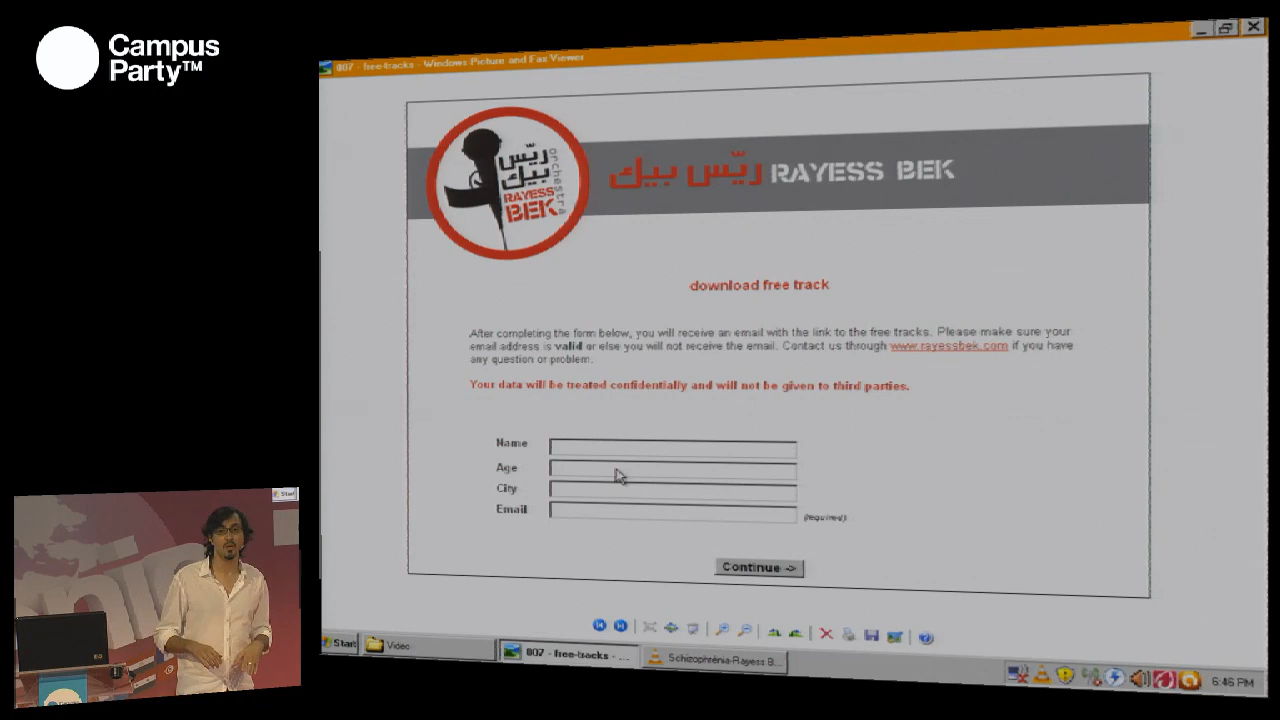 Campus
Party™
807 - free-tracks - Windows Picture and Fax Viewer
ريّس
بيك
orchestra
RAYESS
BEK
ريّس بيك RAYESS BEK
download free track
After completing the form below, you will receive an email with the link to the free tracks. Please make sure your
email address is valid or else you will not receive the email. Contact us through www.rayessbek.com if you have
any question or problem.
Your data will be treated confidentially and will not be given to third parties.
Name
Age
City
Email
(required)
Continue ->
Start
Video
807 - free-tracks - ...
Schizophrénia-Rayess B...
6:46 PM
Start